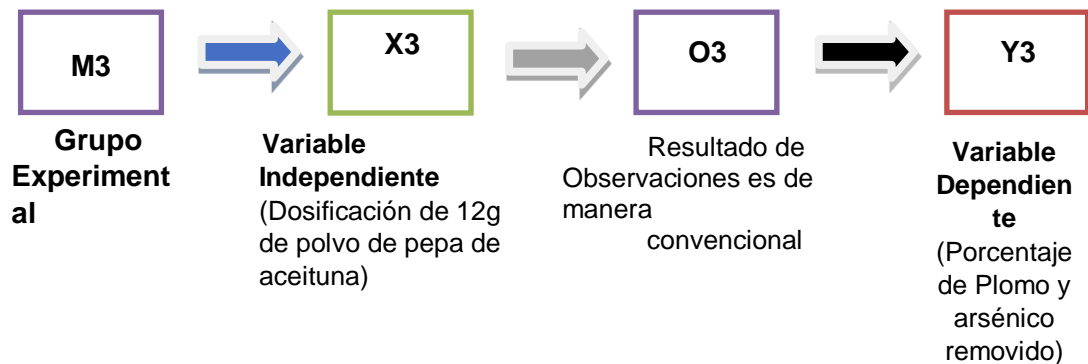 M3
X3
O3
Y3
Grupo
Experiment
al
Variable
Independiente
(Dosificación de 12g
de polvo de pepa de
aceituna)
Resultado de
Observaciones es de
manera
convencional
Variable
Dependien
te
(Porcentaje
de Plomo y
arsénico
removido)